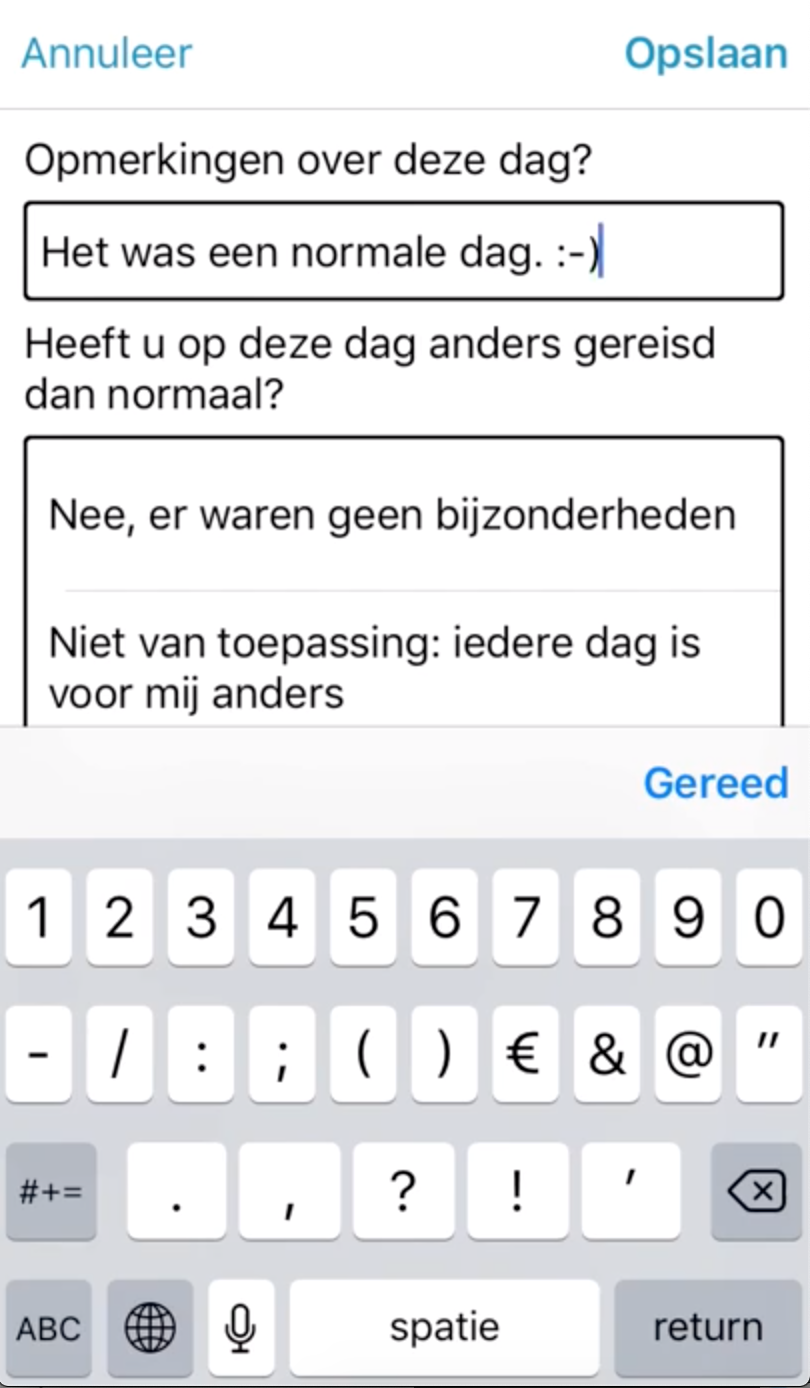 Annuleer Opslaan
Opmerkingen over deze dag?
Het was een normale dag. :-)
Heeft u op deze dag anders gereisd
dan normaal?
Nee, er waren geen bijzonderheden
Niet van toepassing: iedere dag is
voor mij anders
Gereed
1 2 3 4 5 6 7 8 9 0
- / : ; ( ) € & @ "
#+= . , ? ! '
ABC spatie return